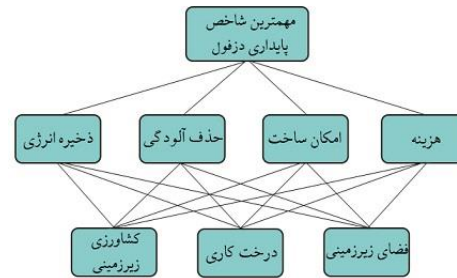 مهمترین شاخص
پایداری دزفول
هزینه
امکان ساخت
حذف آلودگی
ذخیره انرژی
فضای زیرزمینی
درخت کاری
کشاورزی
زیرزمینی